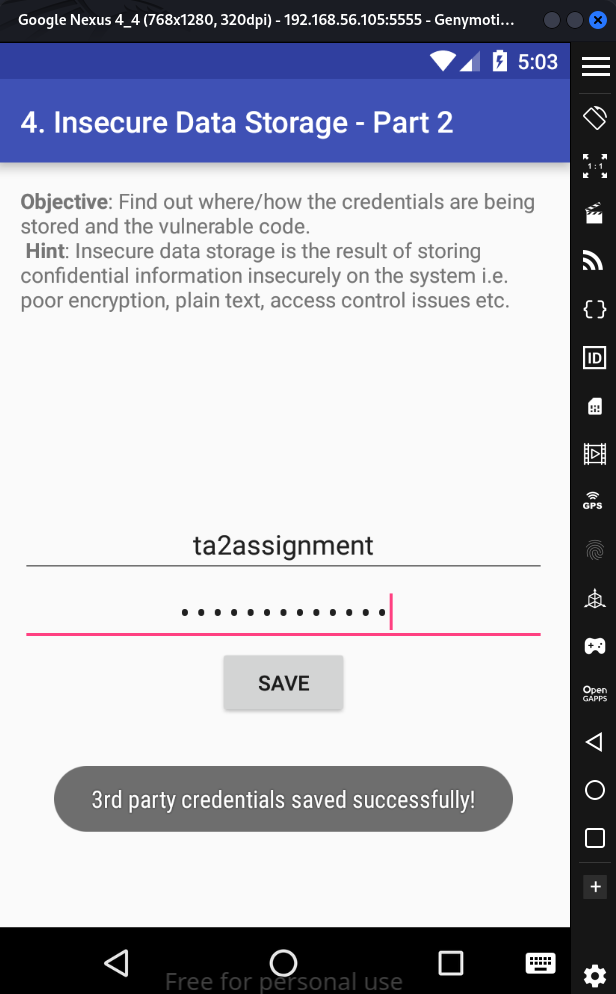 Google Nexus 4_4 (768x1280, 320dpi) - 192.168.56.105:5555 - Genymoti...
5:03
4. Insecure Data Storage - Part 2
Objective: Find out where/how the credentials are being
stored and the vulnerable code.
Hint: Insecure data storage is the result of storing
confidential information insecurely on the system i.e.
poor encryption, plain text, access control issues etc.
1:1
ID
GPS
Open
GAPPS
ta2assignment
•••••••••••••
SAVE
3rd party credentials saved successfully!
Free for personal use